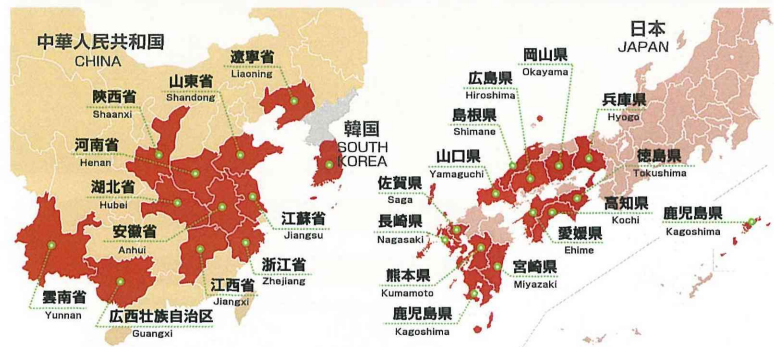 中華人民共和国
CHINA
遼寧省
Liaoning
山東省
Shandong
陝西省
Shaanxi
河南省
Henan
韓国
SOUTH
KOREA
湖北省
Hubei
安徽省
Anhui
江蘇省
Jiangsu
浙江省
Zhejiang
江西省
Jiangxi
雲南省
Yunnan
広西壮族自治区
Guangxi
日本
JAPAN
岡山県
Okayama
広島県
Hiroshima
兵庫県
Hyogo
島根県
Shimane
山口県
Yamaguchi
徳島県
Tokushima
佐賀県
Saga
高知県
Kochi
鹿児島県
Kagoshima
長崎県
Nagasaki
愛媛県
Ehime
熊本県
Kumamoto
宮崎県
Miyazaki
鹿児島県
Kagoshima